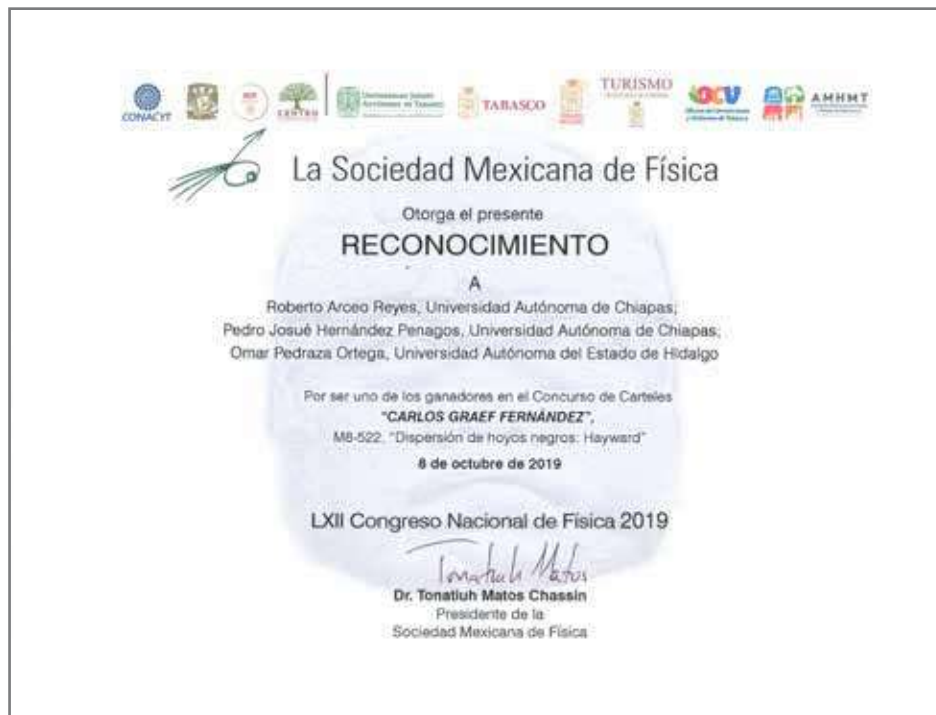 CONACYT
CENTRO
TABASCO
TURISMO
OCV
AMHMT
La Sociedad Mexicana de Física
Otorga el presente
RECONOCIMIENTO
A
Roberto Arceo Reyes, Universidad Autónoma de Chiapas;
Pedro Josué Hernández Penagos, Universidad Autónoma de Chiapas;
Omar Pedraza Ortega, Universidad Autónoma del Estado de Hidalgo
Por ser uno de los ganadores en el Concurso de Carteles
"CARLOS GRAEF FERNÁNDEZ",
M8-522, "Dispersión de hoyos negros: Hayward"
8 de octubre de 2019
LXII Congreso Nacional de Física 2019
Tonatiuh Matos
Dr. Tonatiuh Matos Chassin
Presidente de la
Sociedad Mexicana de Física